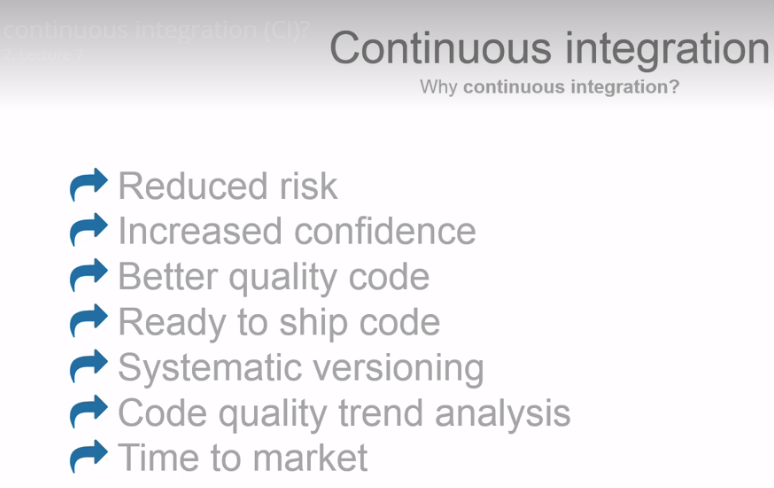 continuous integration (CI)?
Continuous integration
Why continuous integration?
Reduced risk
Increased confidence
Better quality code
Ready to ship code
Systematic versioning
Code quality trend analysis
Time to market